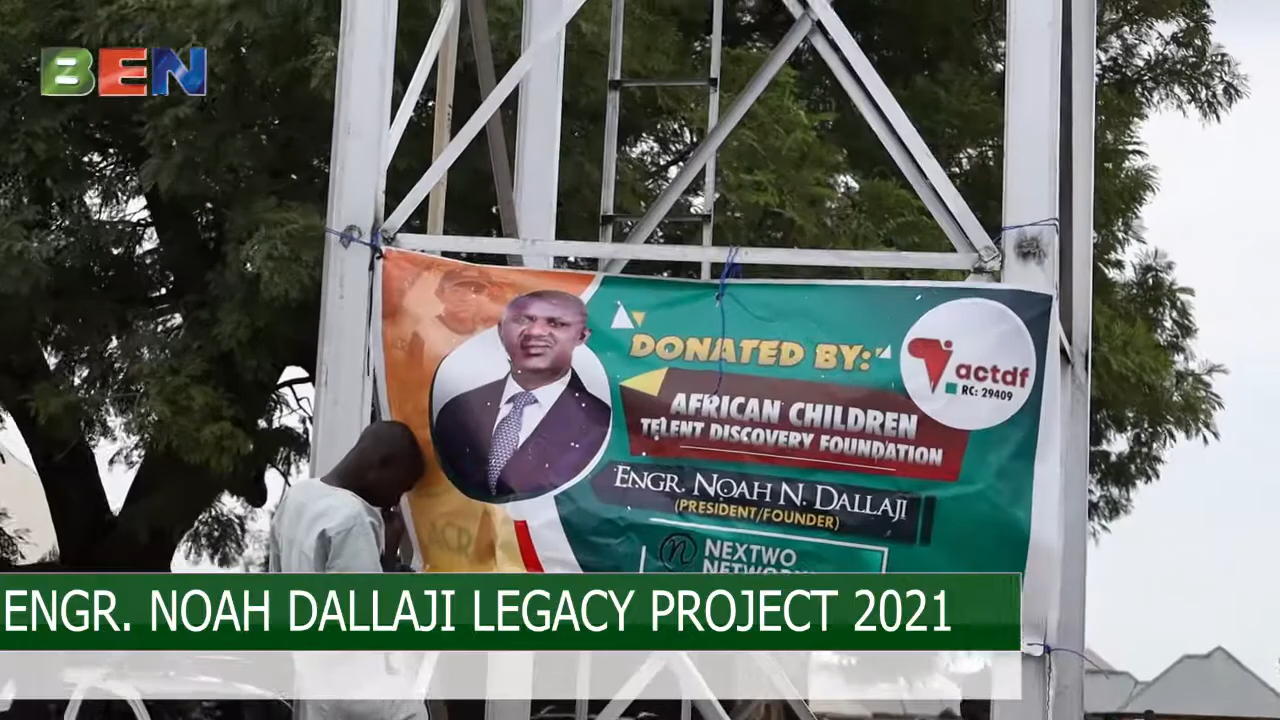 BEN
DONATED BY:
actdf
RC: 29409
AFRICAN CHILDREN
TELENT DISCOVERY FOUNDATION
ENGR. NOAH N. DALLAJI
(PRESIDENT/FOUNDER)
n NEXTWO
ENGR. NOAH DALLAJI LEGACY PROJECT 2021